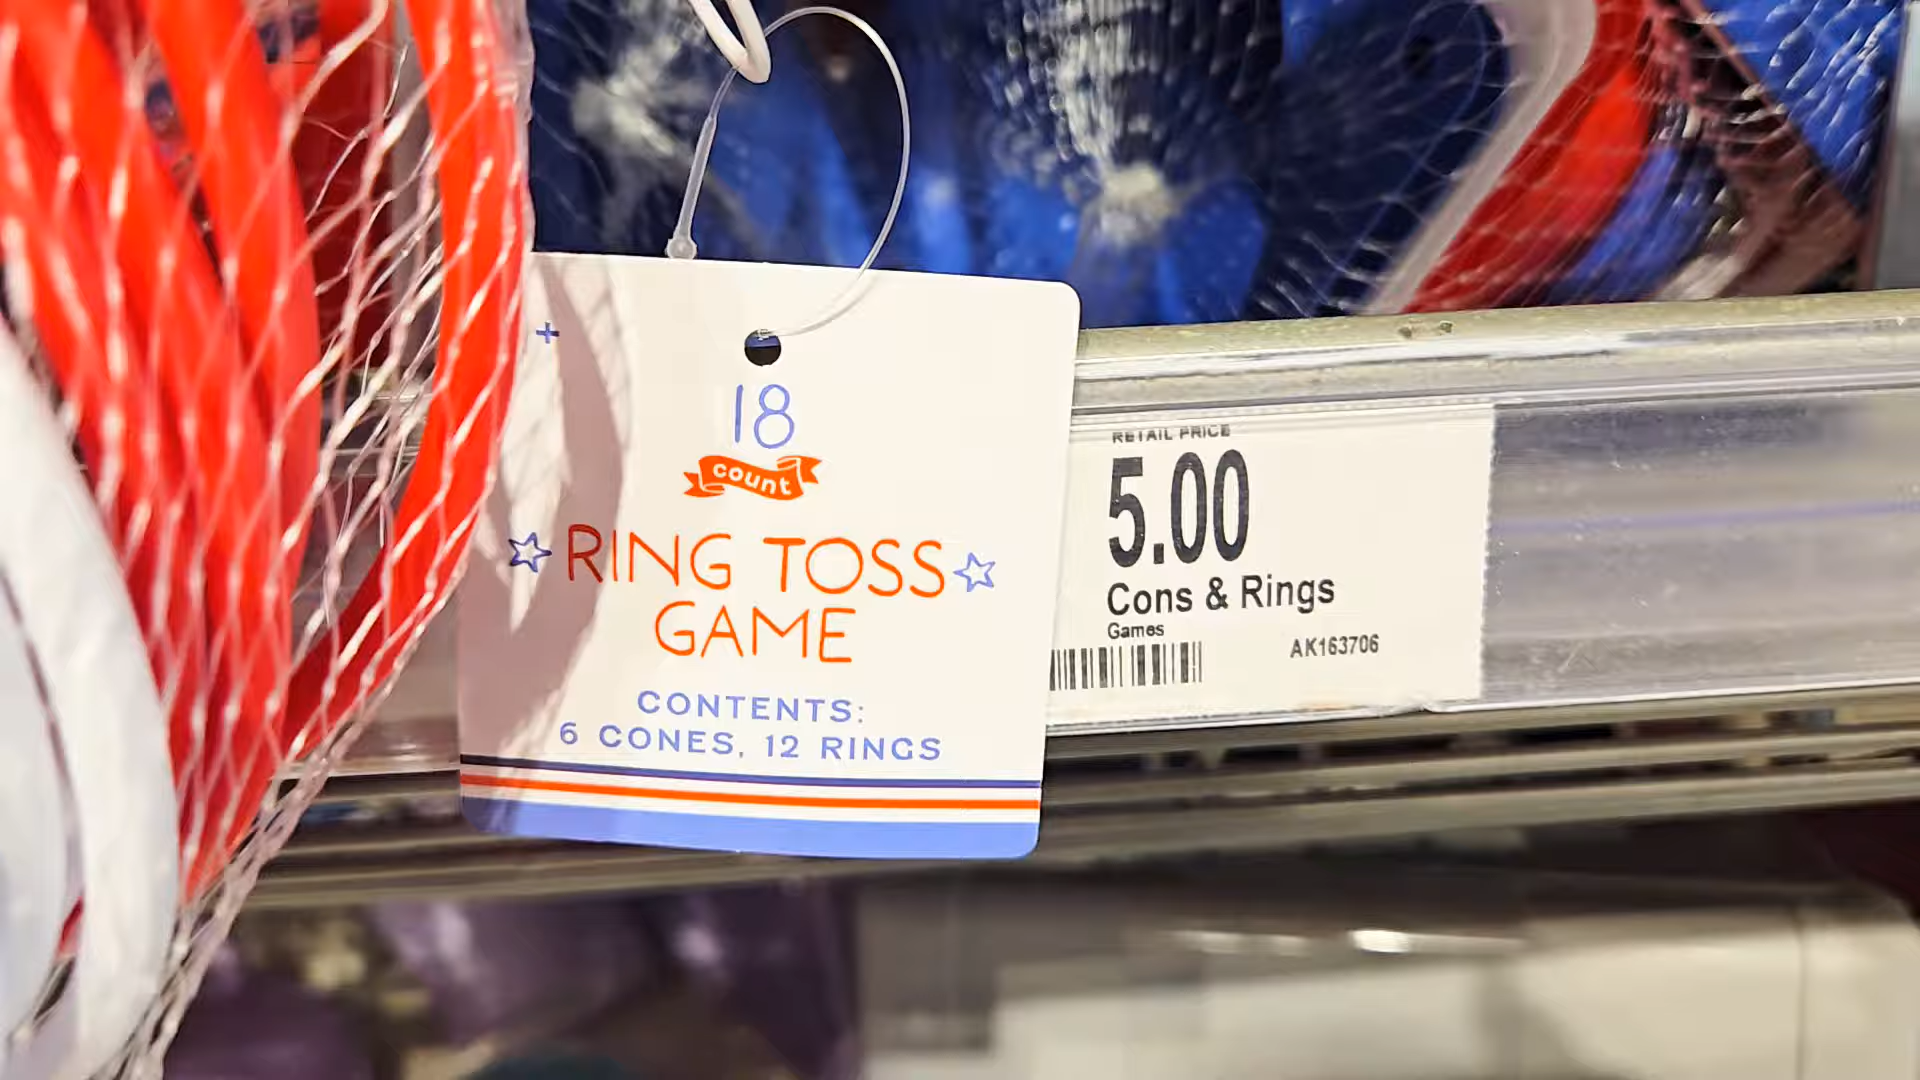 18
count
RING TOSS
GAME
CONTENTS:
6 CONES, 12 RINGS
RETAIL PRICE
5.00
Cons & Rings
Games
AK163706